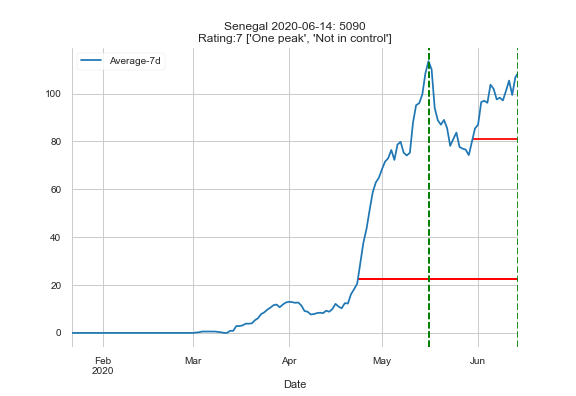 Senegal 2020-06-14: 5090
Rating:7 ['One peak', 'Not in control']
Average-7d
100
80
60
40
20
0
Feb
2020
Mar
Apr
May
Jun
Date